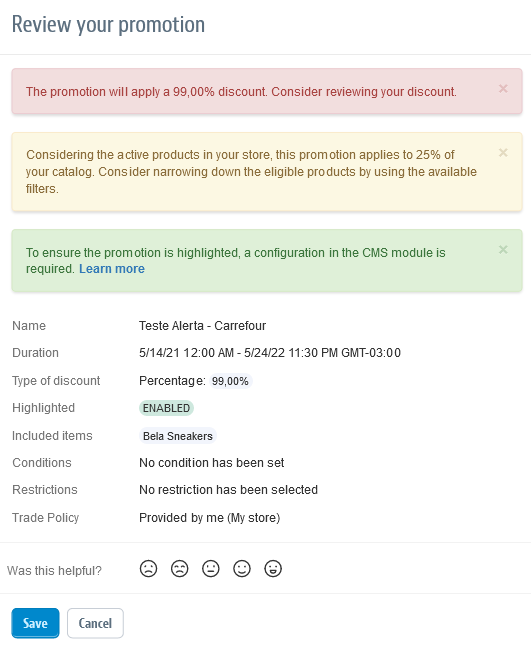 Review your promotion
The promotion will apply a 99,00% discount. Consider reviewing your discount.
×
Considering the active products in your store, this promotion applies to 25% of
your catalog. Consider narrowing down the eligible products by using the available
filters.
×
To ensure the promotion is highlighted, a configuration in the CMS module is
required. Learn more
×
Name Teste Alerta - Carrefour
Duration 5/14/21 12:00 AM - 5/24/22 11:30 PM GMT-03:00
Type of discount Percentage: 99,00%
Highlighted ENABLED
Included items Bela Sneakers
Conditions No condition has been set
Restrictions No restriction has been selected
Trade Policy Provided by me (My store)
Was this helpful?
Save Cancel